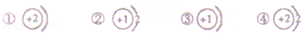 ① +2 ② +1 ③ +1 ④ +2